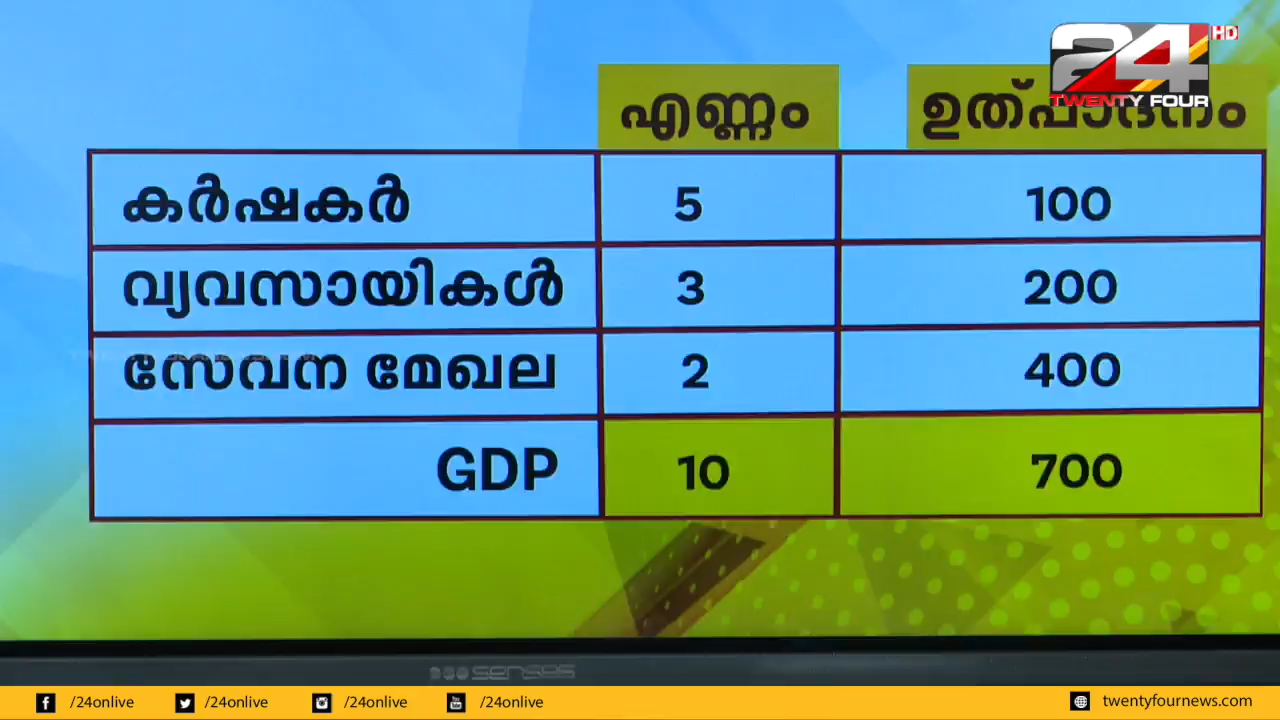 24 HD
TWENTY FOUR
എണ്ണം ഉത്പാദനം
കർഷകർ 5 100
വ്യവസായികൾ 3 200
സേവന മേഖല 2 400
GDP 10 700
senses
/24onlive /24onlive /24onlive /24onlive twentyfournews.com